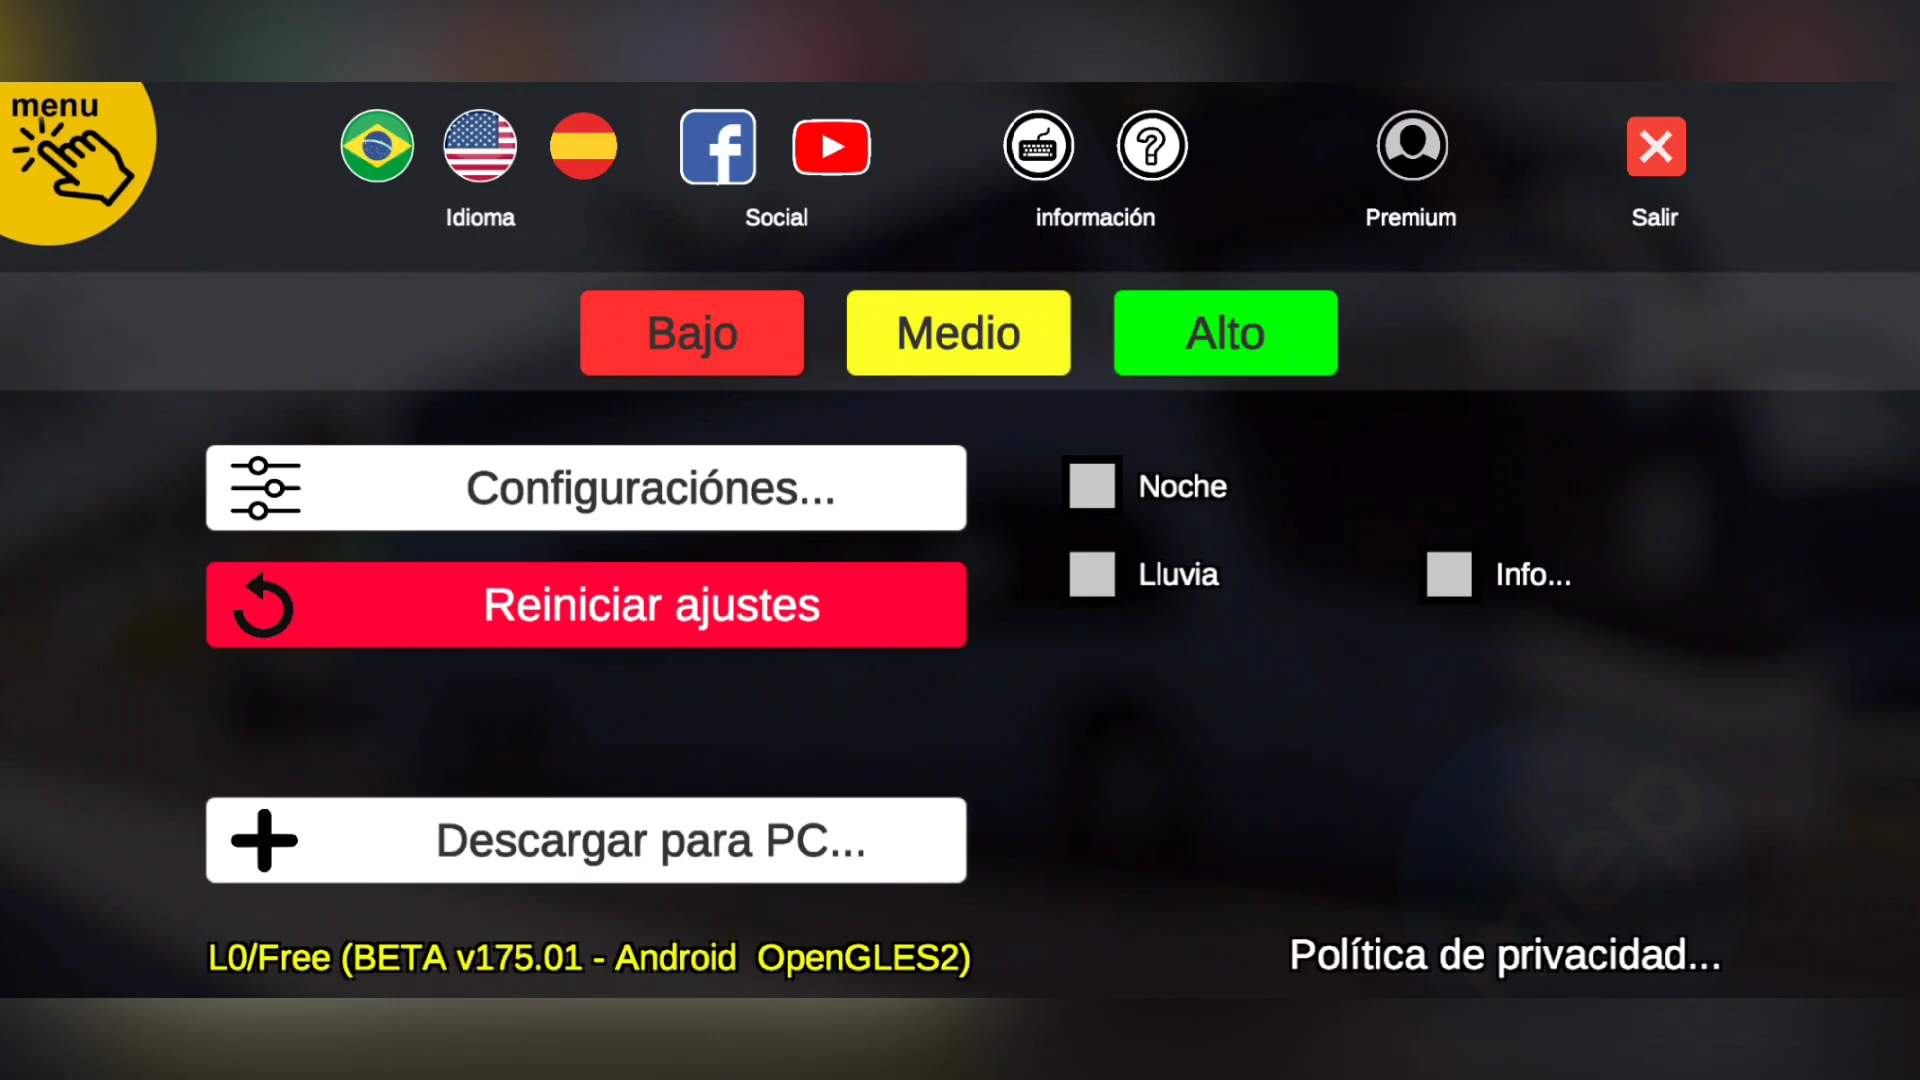 menu
Idioma
Social
información
Premium
Salir
Bajo
Medio
Alto
Configuraciónes...
Noche
Reiniciar ajustes
Lluvia
Info...
Descargar para PC...
L0/Free (BETA v175.01 - Android  OpenGLES2)
Política de privacidad...